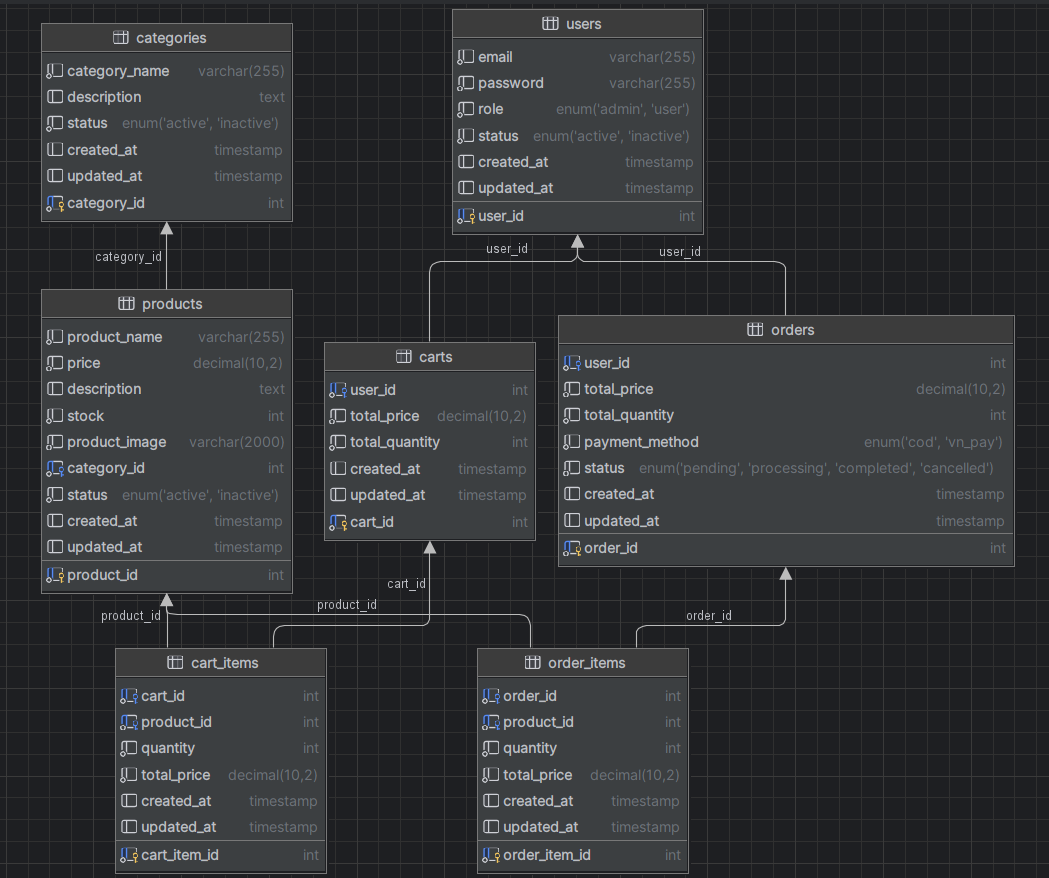 categories
category_name varchar(255)
description text
status enum('active', 'inactive')
created_at timestamp
updated_at timestamp
category_id int
users
email varchar(255)
password varchar(255)
role enum('admin', 'user')
status enum('active', 'inactive')
created_at timestamp
updated_at timestamp
user_id int
category_id
user_id
user_id
products
product_name varchar(255)
price decimal(10,2)
description text
stock int
product_image varchar(2000)
category_id int
status enum('active', 'inactive')
created_at timestamp
updated_at timestamp
product_id int
carts
user_id int
total_price decimal(10,2)
total_quantity int
created_at timestamp
updated_at timestamp
cart_id int
orders
user_id int
total_price decimal(10,2)
total_quantity int
payment_method enum('cod', 'vn_pay')
status enum('pending', 'processing', 'completed', 'cancelled')
created_at timestamp
updated_at timestamp
order_id int
cart_id
product_id
product_id
order_id
cart_items
cart_id int
product_id int
quantity int
total_price decimal(10,2)
created_at timestamp
updated_at timestamp
cart_item_id int
order_items
order_id int
product_id int
quantity int
total_price decimal(10,2)
created_at timestamp
updated_at timestamp
order_item_id int